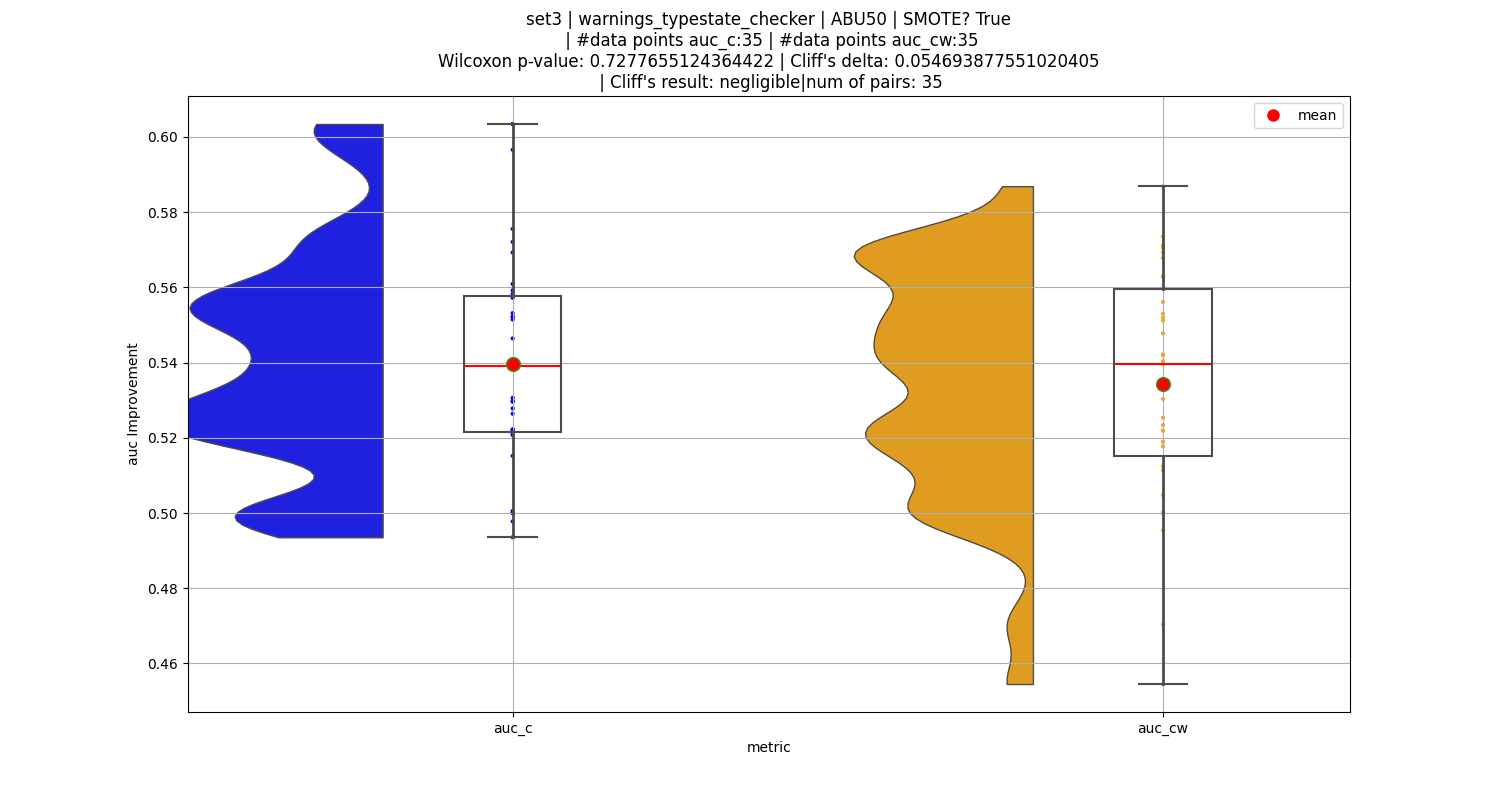 set3 | warnings_typestate_checker | ABU50 | SMOTE? True
| #data points auc_c:35 | #data points auc_cw:35
Wilcoxon p-value: 0.7277655124364422 | Cliff's delta: 0.054693877551020405
| Cliff's result: negligible|num of pairs: 35
mean
0.60
0.58
0.56
0.54
0.52
0.50
0.48
0.46
auc Improvement
auc_c
auc_cw
metric